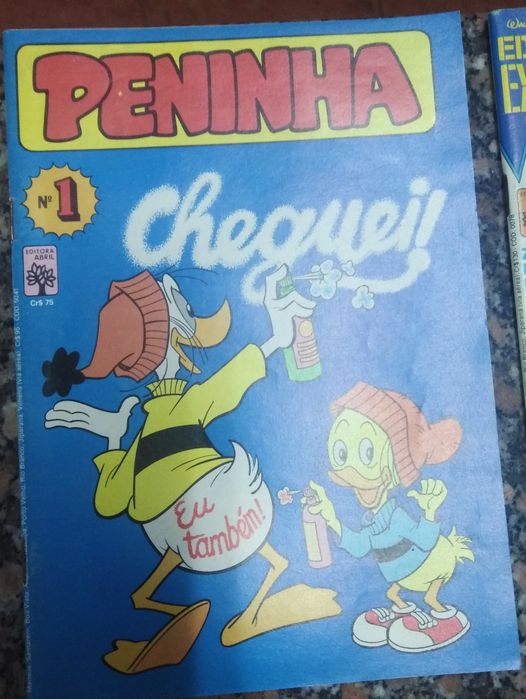 PENINHA
Nº 1
Cheguei!
EDITORA
ABRIL
Cr$ 75
Eu
também!